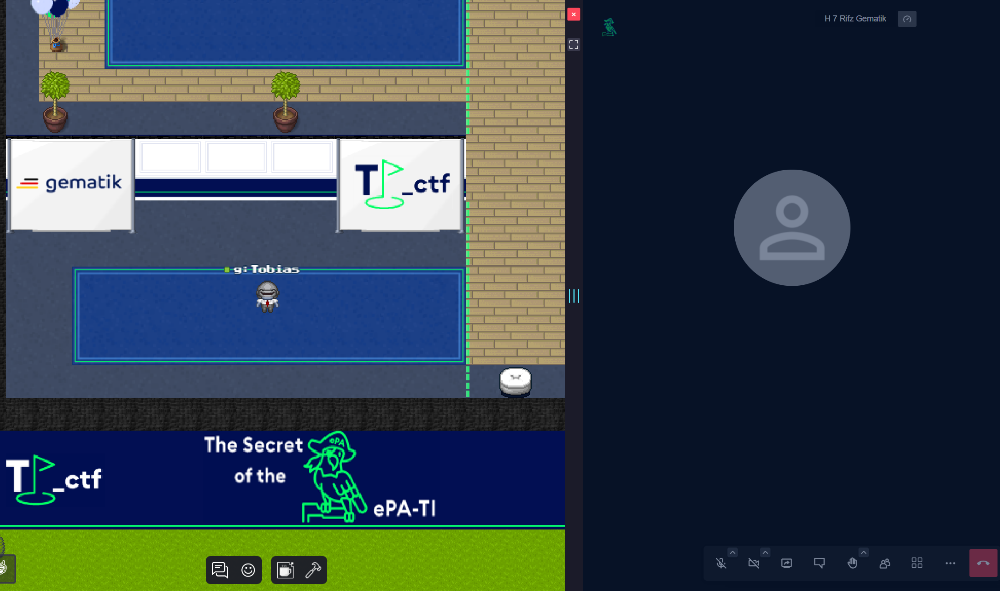 H 7 Rifz Gematik
gematik
T_ctf
g:Tobias
T_ctf
The Secret
of the
ePA
ePA-TI